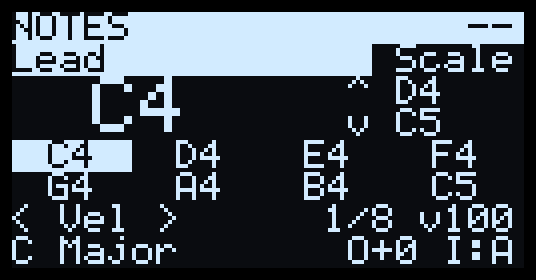 NOTES --
Lead Scale
C4 ^ D4
v C5
C4 D4 E4 F4
G4 A4 B4 C5
< Vel > 1/8 v100
C Major O+0 I:A